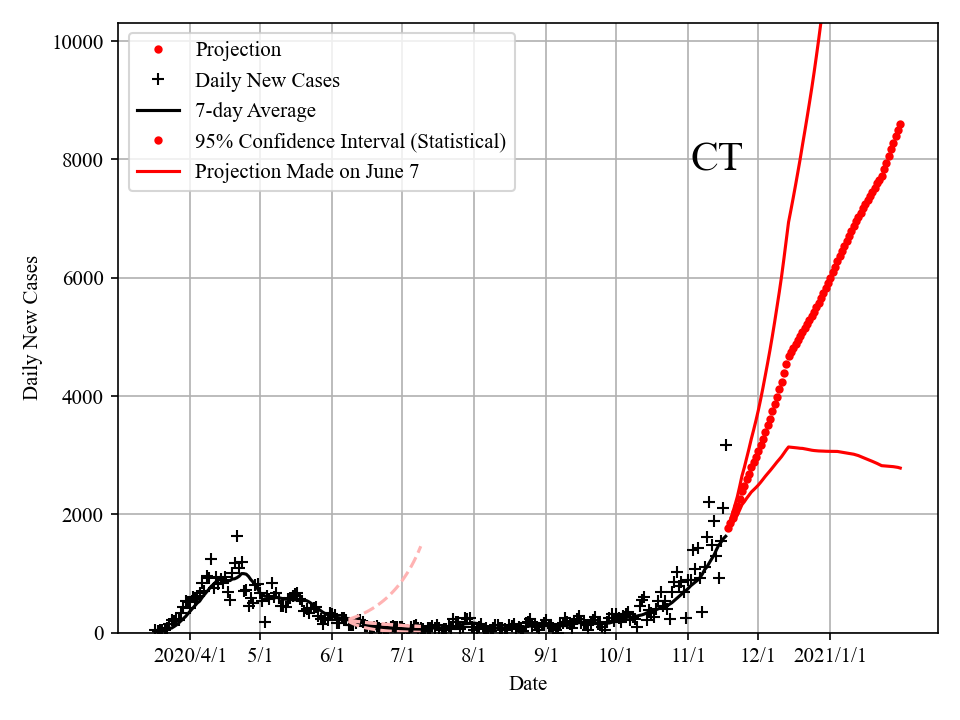 10000
8000
6000
4000
2000
0
Daily New Cases
Projection
Daily New Cases
7-day Average
95% Confidence Interval (Statistical)
Projection Made on June 7
CT
2020/4/1 5/1 6/1 7/1 8/1 9/1 10/1 11/1 12/1 2021/1/1
Date